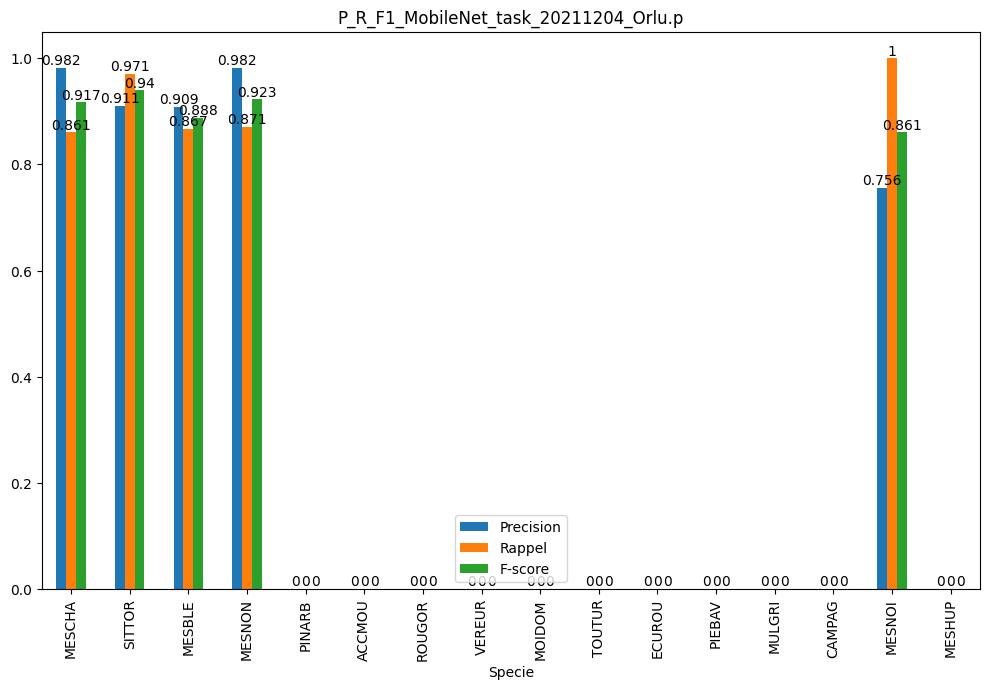 P_R_F1_MobileNet_task_20211204_Orlu.p
1.0
0.8
0.6
0.4
0.2
0.0
0.982 0.861 0.917
0.911 0.971 0.94
0.909 0.867 0.888
0.982 0.871 0.923
0 0 0
0 0 0
0 0 0
0 0 0
0 0 0
0 0 0
0 0 0
0 0 0
0 0 0
0 0 0
0.756 1 0.861
0 0 0
Precision
Rappel
F-score
MESCHA
SITTOR
MESBLE
MESNON
PINARB
ACCMOU
ROUGOR
VEREUR
MOIDOM
TOUTUR
ECUROU
PIEBAV
MULGRI
CAMPAG
MESNOI
MESHUP
Specie